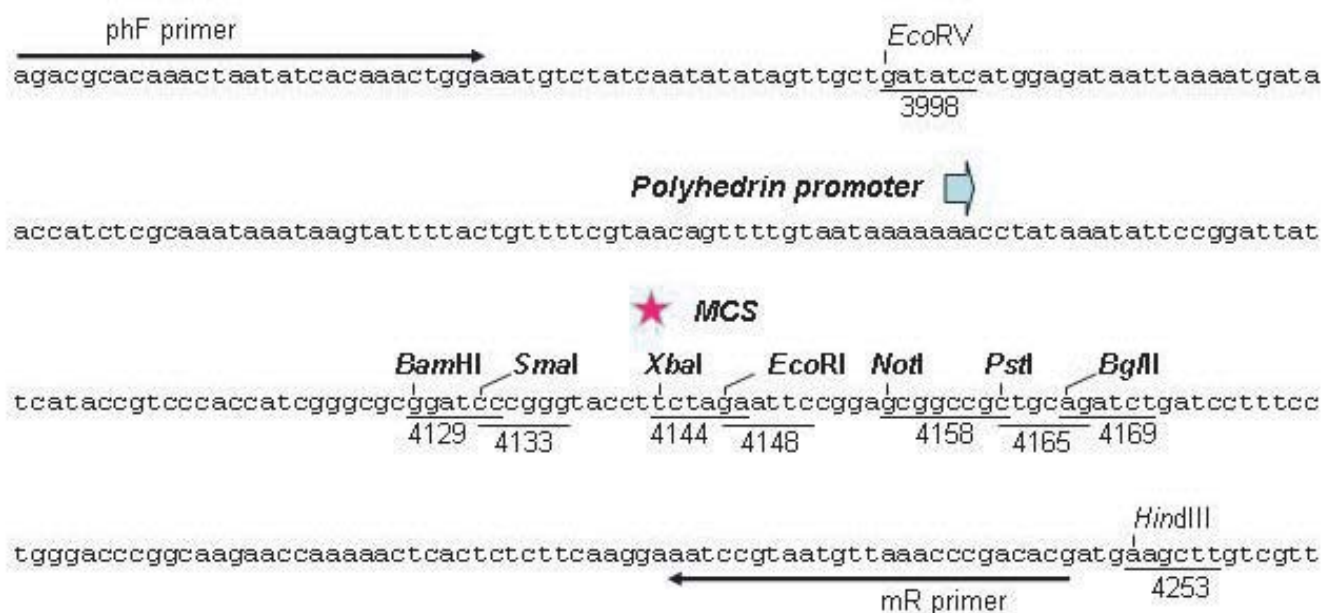 phF primer
EcoRV
agacgcacaaactaatatcacaaactggaaatgtctatcaatatatagttgctgatatcatggagataattaaaatgata
3998
Polyhedrin promoter
accatctcgcaaataaataagtattttactgttttcgtaacagttttgtaataaaaaaacctataaatattccggattat
MCS
BamHI SmaI XbaI EcoRI NotI PstI BglII
tcataccgtcccaccatcgggcgcggatcccgggtaccttctagaattccggagcggccgctgcagatctgatcctttcc
4129 4133 4144 4148 4158 4165 4169
HindIII
tgggacccggcaagaaccaaaaactcactctcttcaaggaaatccgtaatgttaaacccgacacgatgaagcttgtcgtt
4253
mR primer